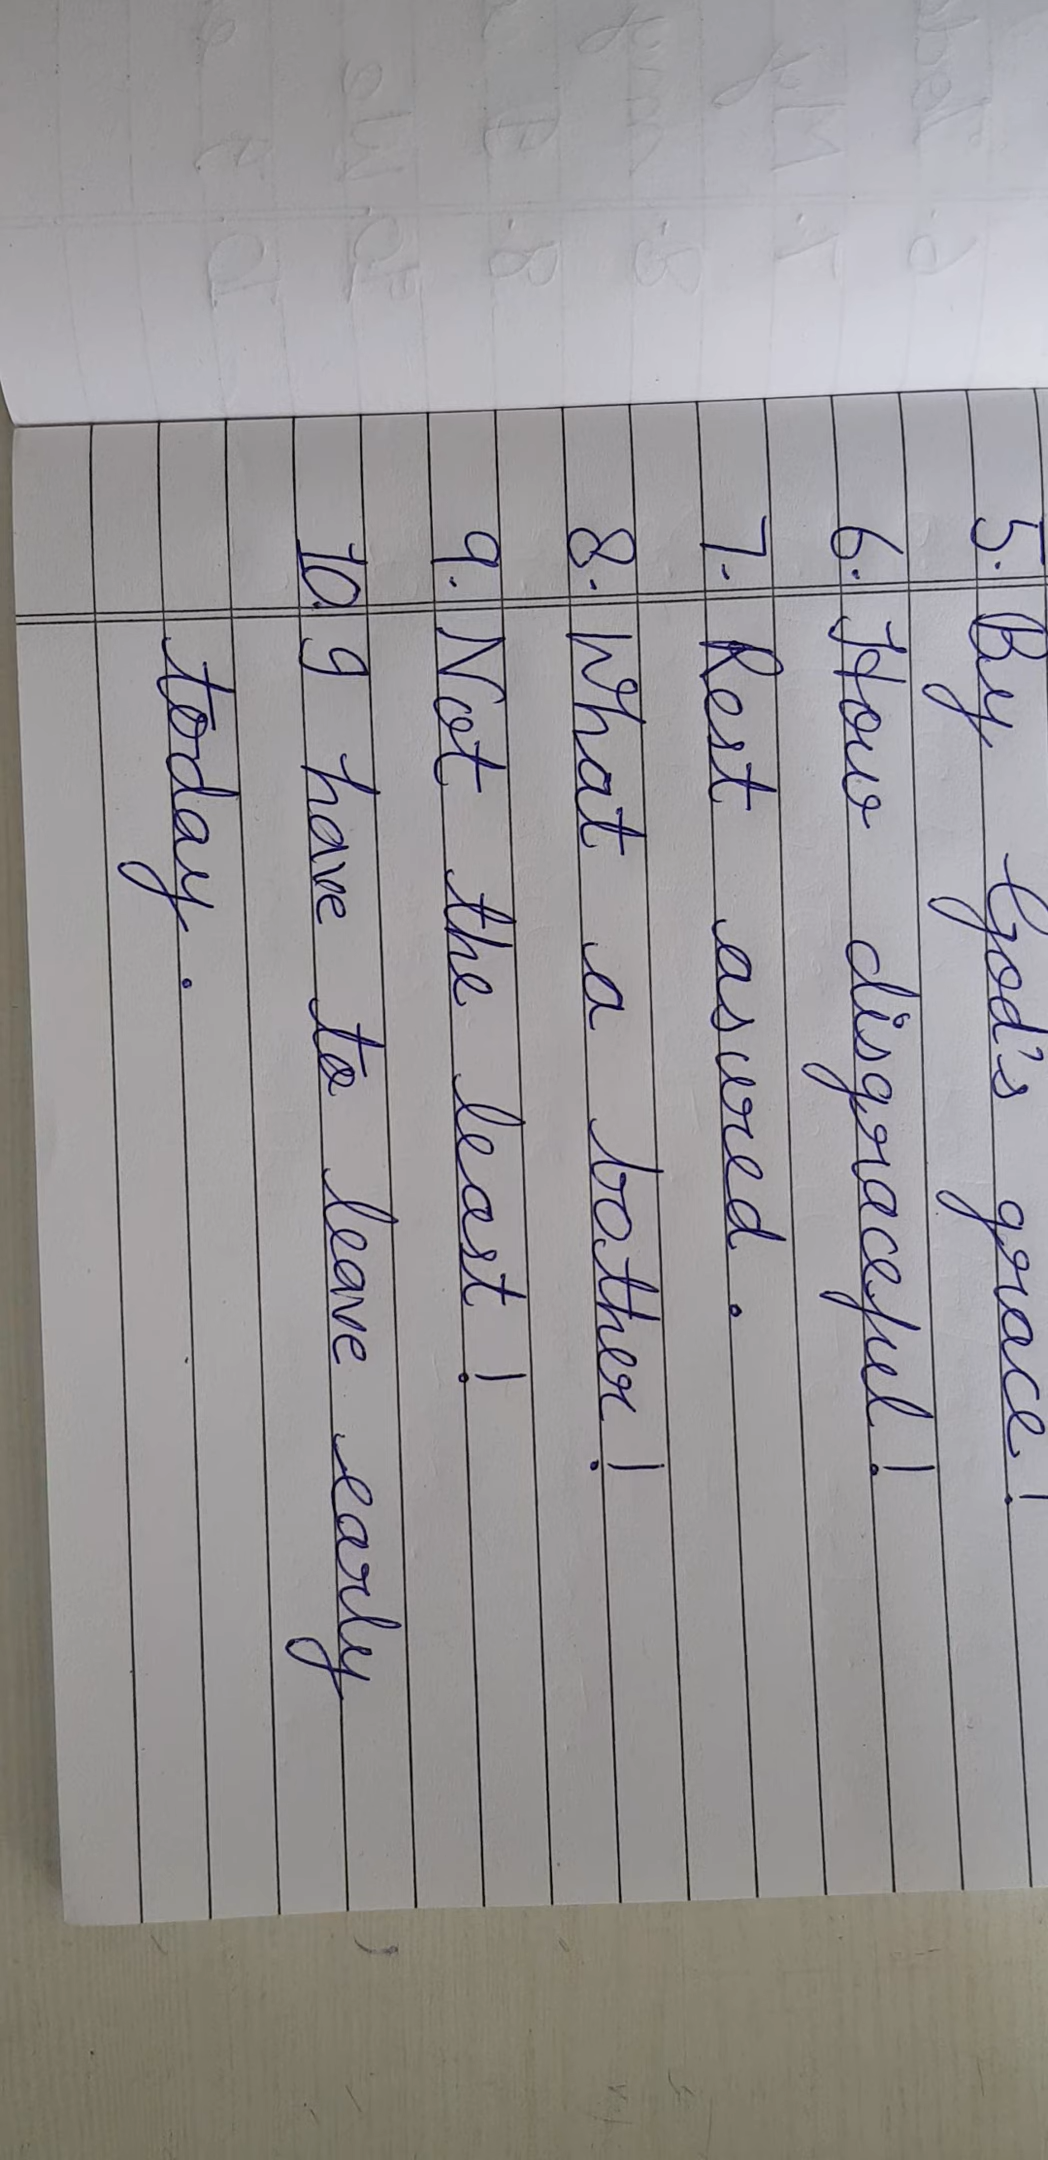 5. By God's grace!
6. How disgraceful!
7. Rest asured.
8. What a bother!
9. Not the least!
10. I have to leave early
today.